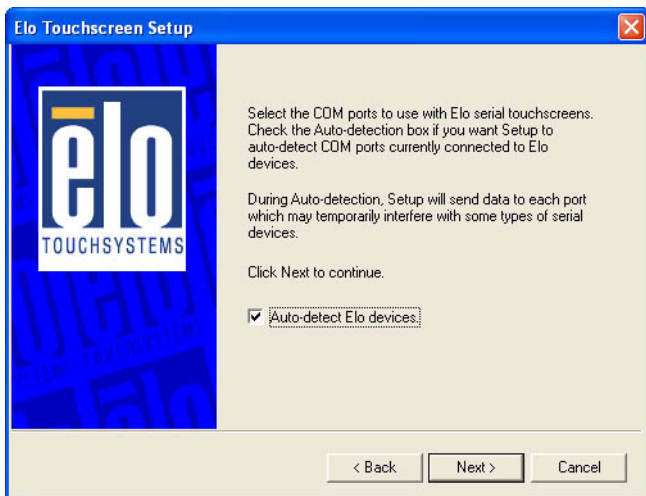 Elo Touchscreen Setup
Select the COM ports to use with Elo serial touchscreens.
Check the Auto-detection box if you want Setup to
auto-detect COM ports currently connected to Elo
devices.
During Auto-detection, Setup will send data to each port
which may temporarily interfere with some types of serial
devices.
Click Next to continue.
Auto-detect Elo devices.
ēlo
TOUCHSYSTEMS
< Back
Next >
Cancel